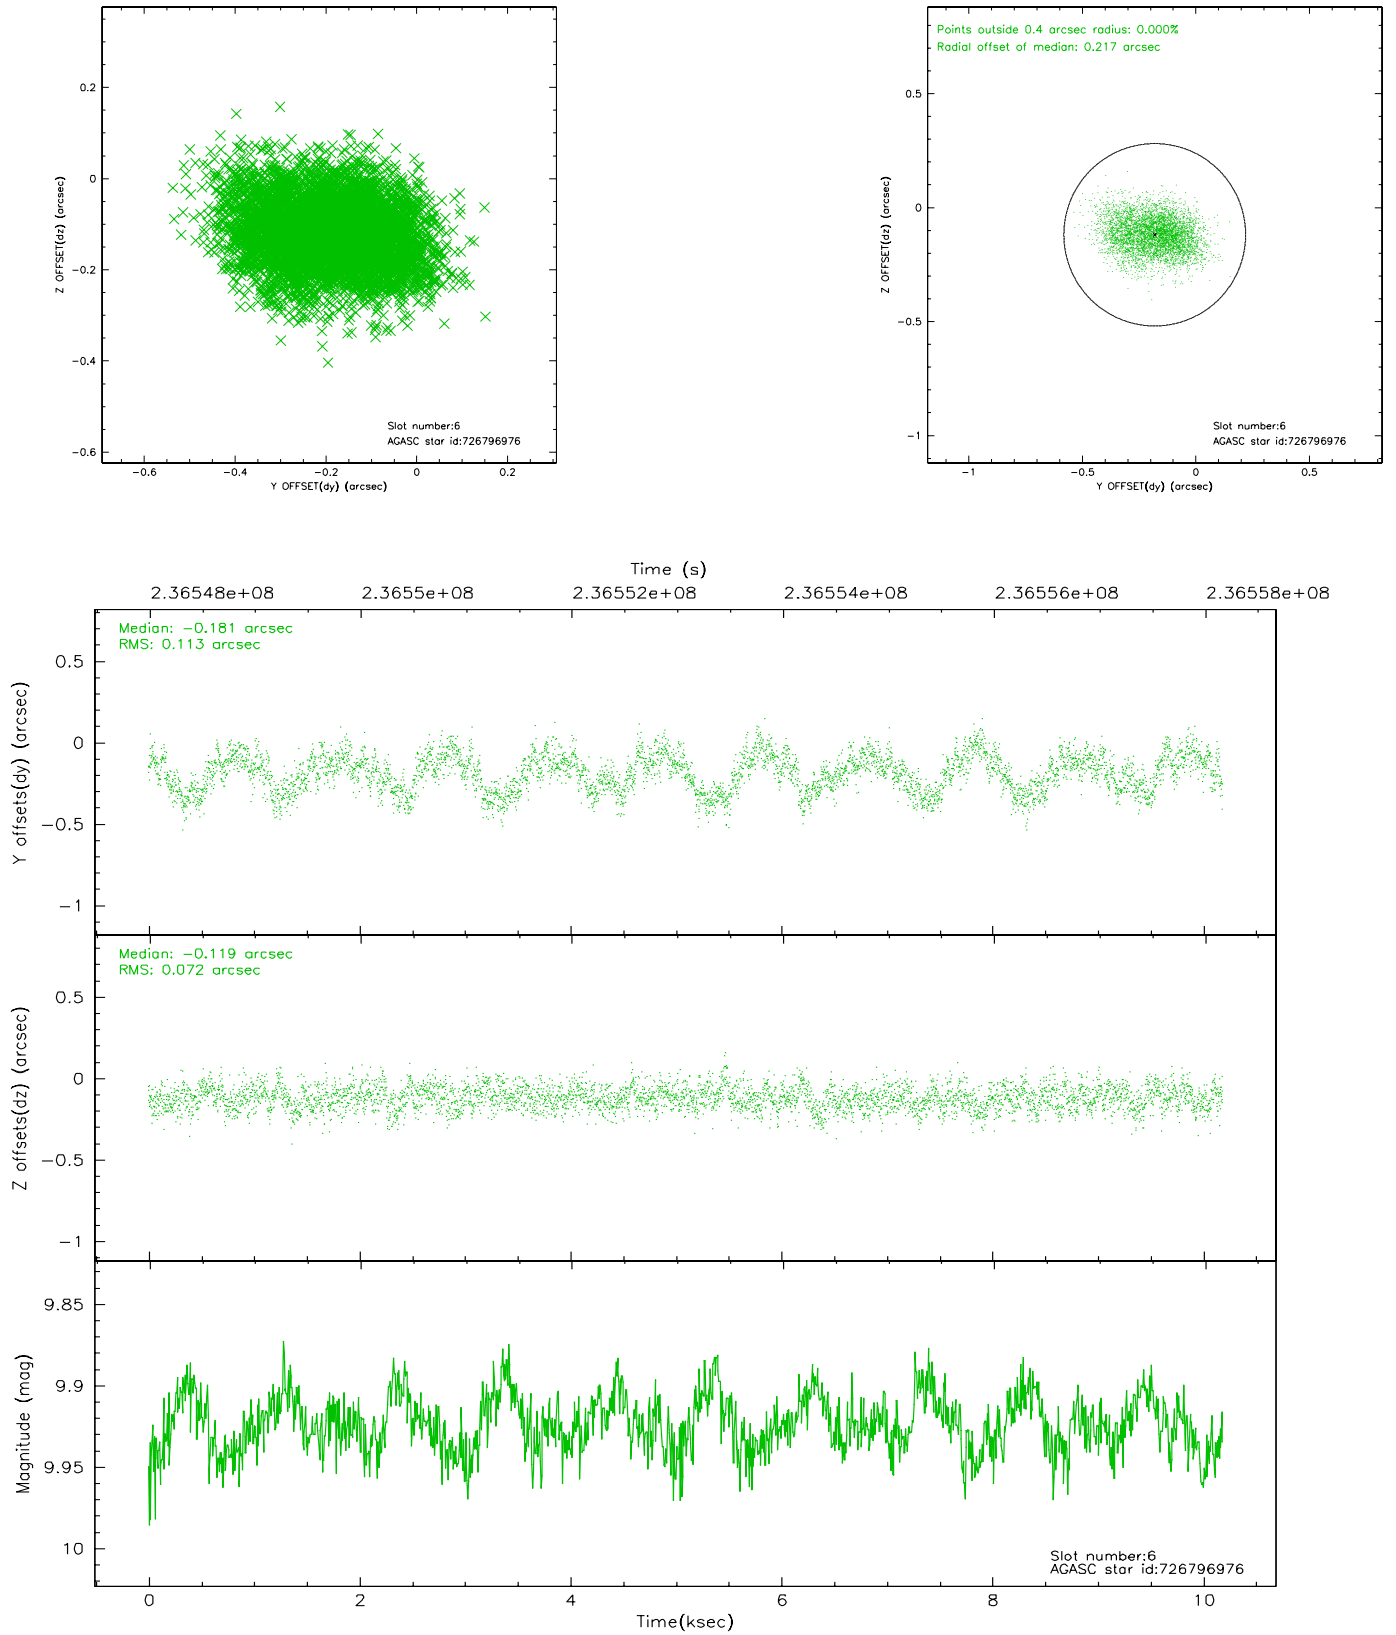 0.2
0
−0.2
−0.4
−0.6
Z OFFSET(dz) (arcsec)
Slot number:6
AGASC star id:726796976
−0.6 −0.4 −0.2 0 0.2
Y OFFSET(dy) (arcsec)
Points outside 0.4 arcsec radius: 0.000%
Radial offset of median: 0.217 arcsec
0.5
0
−0.5
−1
Z OFFSET(dz) (arcsec)
Slot number:6
AGASC star id:726796976
−1 −0.5 0 0.5
Y OFFSET(dy) (arcsec)
Time (s)
2.36548e+08 2.3655e+08 2.36552e+08 2.36554e+08 2.36556e+08 2.36558e+08
Median: −0.181 arcsec
RMS: 0.113 arcsec
0.5
0
−0.5
−1
Y offsets(dy) (arcsec)
Median: −0.119 arcsec
RMS: 0.072 arcsec
0.5
0
−0.5
−1
Z offsets(dz) (arcsec)
9.85
9.9
9.95
10
Magnitude (mag)
Slot number:6
AGASC star id:726796976
0 2 4 6 8 10
Time(ksec)